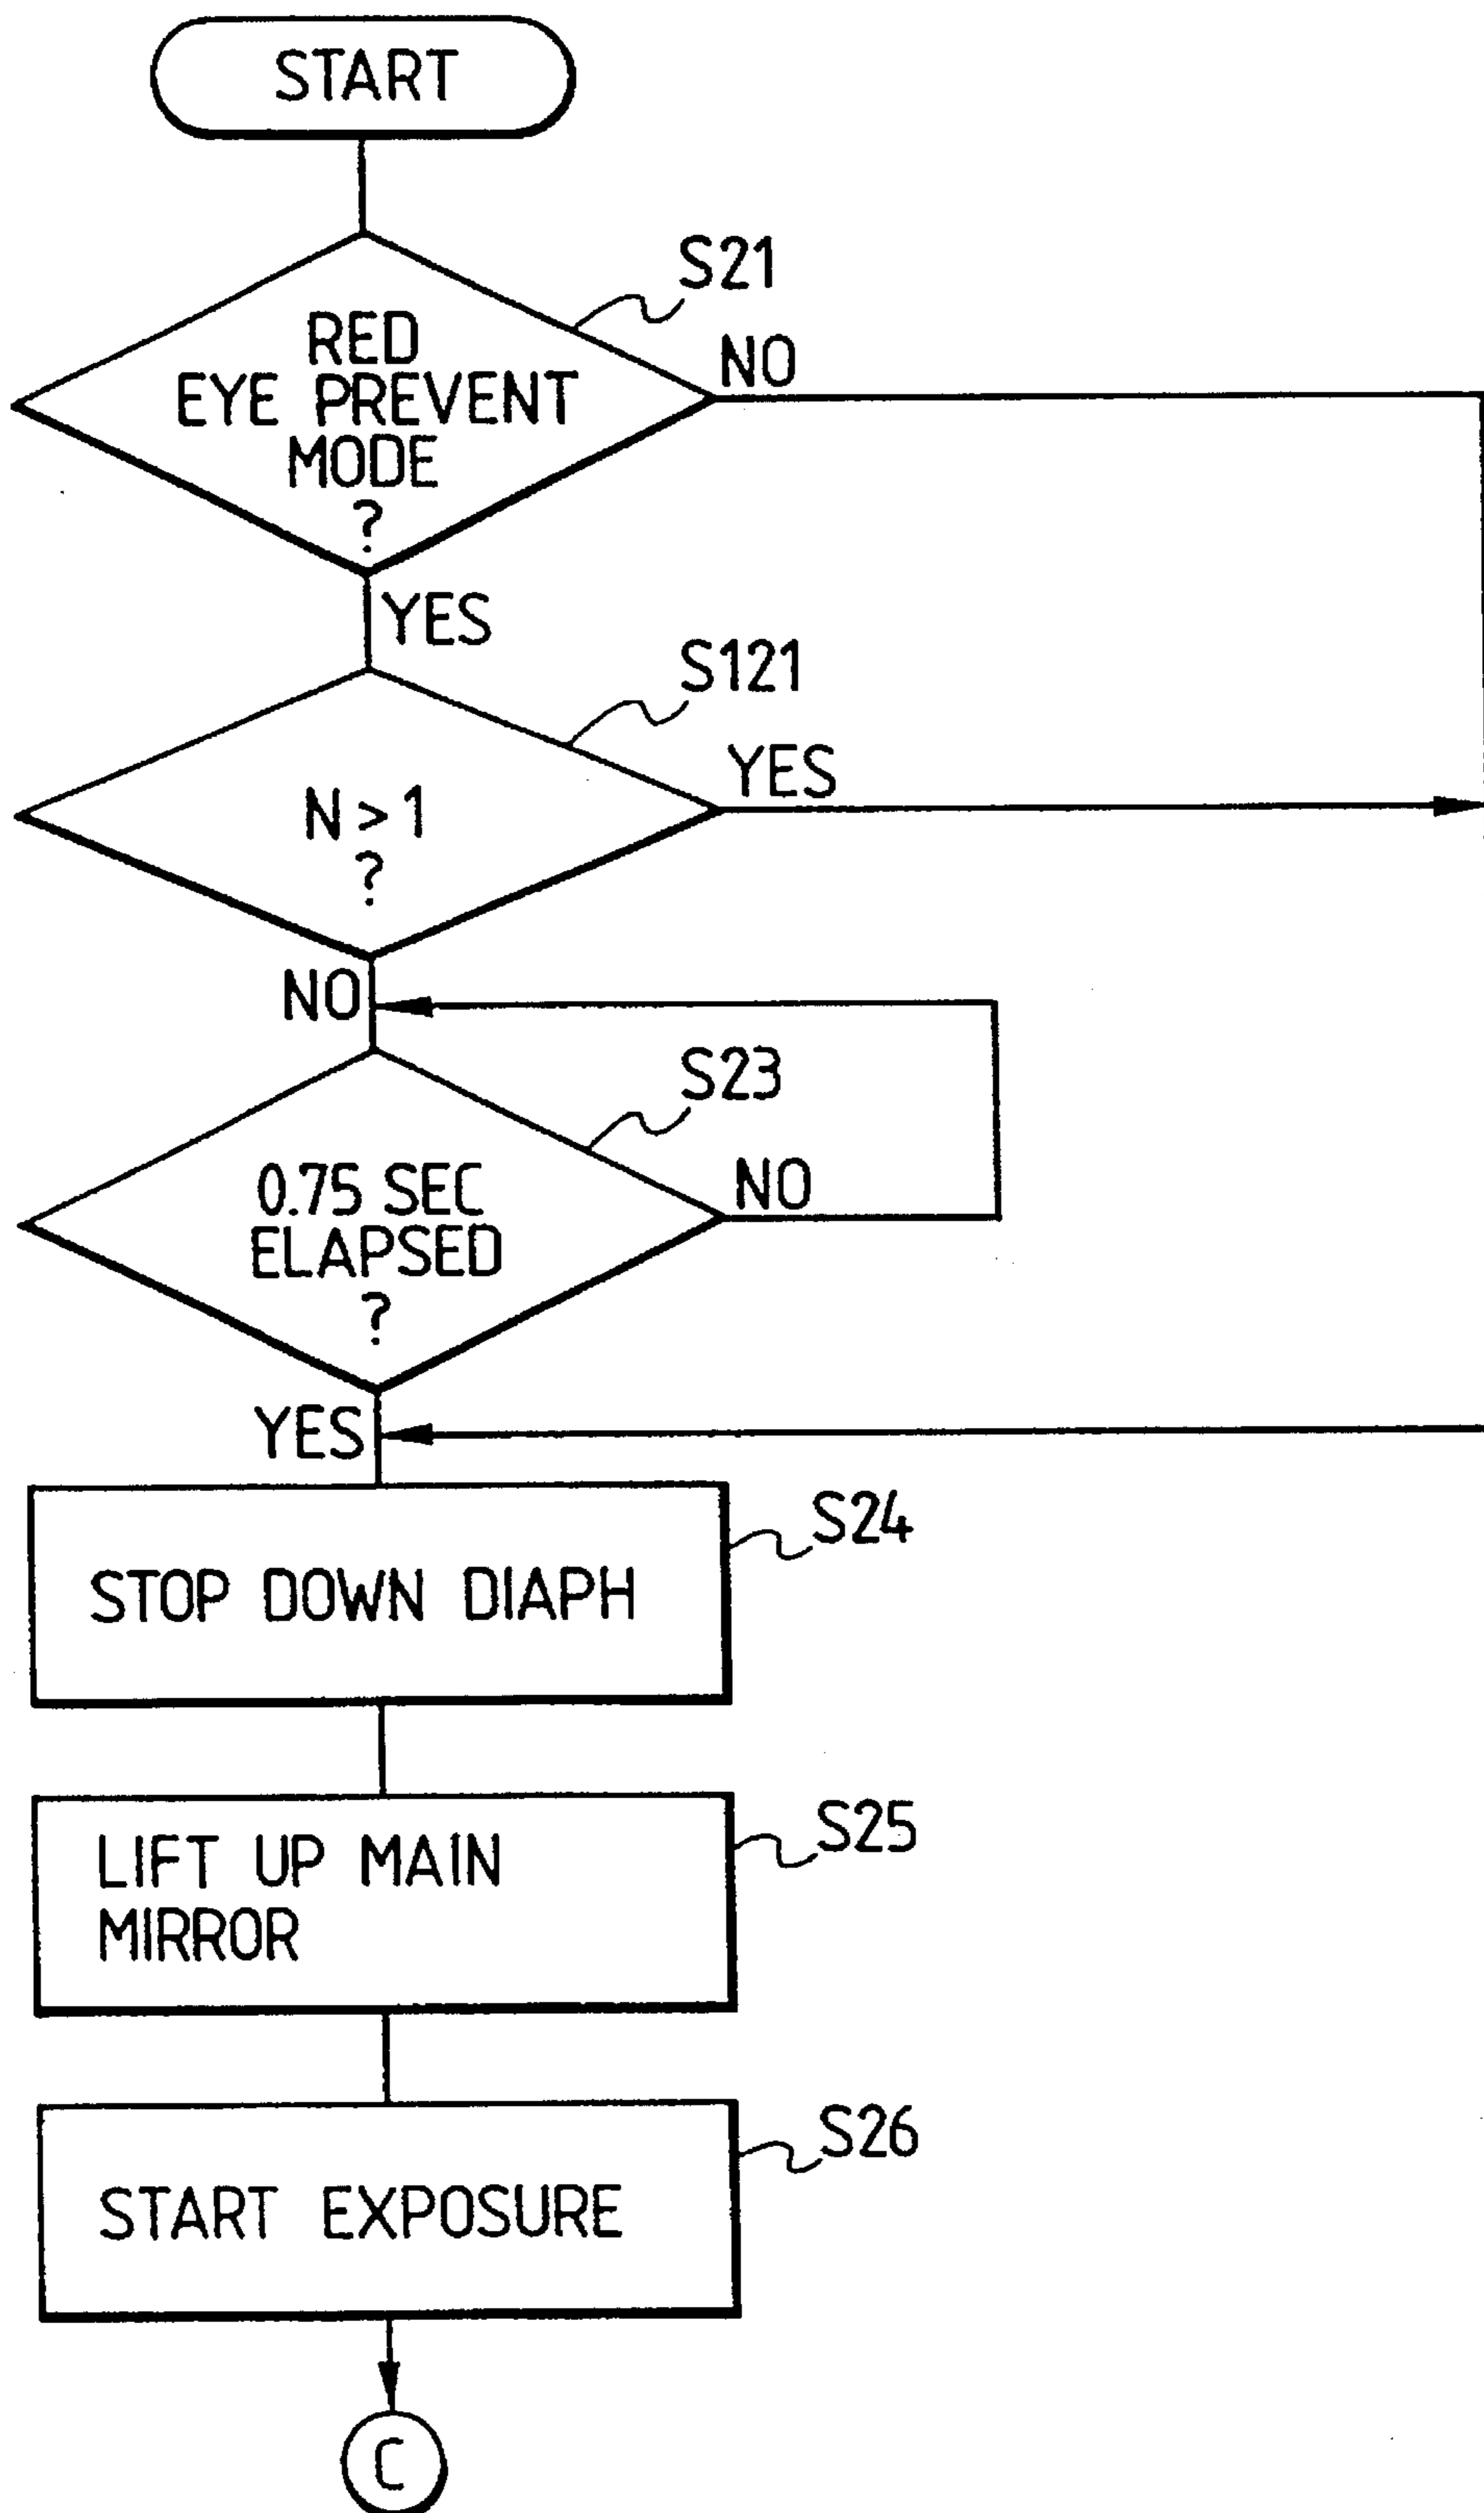 START
S21
RED
EYE PREVENT
MODE
?
NO
YES
S121
N > 1
?
YES
NO
S23
0.75 SEC
ELAPSED
?
NO
YES
S24
STOP DOWN DIAPH
S25
LIFT UP MAIN
MIRROR
S26
START EXPOSURE
C